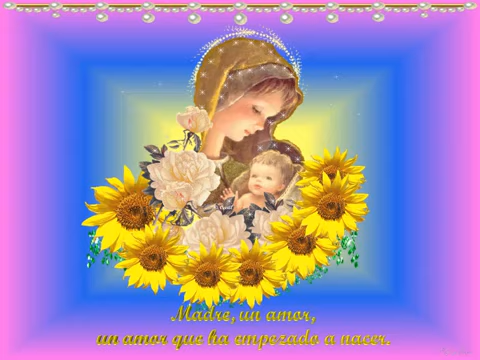 Madre, un amor,
un amor que ha empezado a nacer.